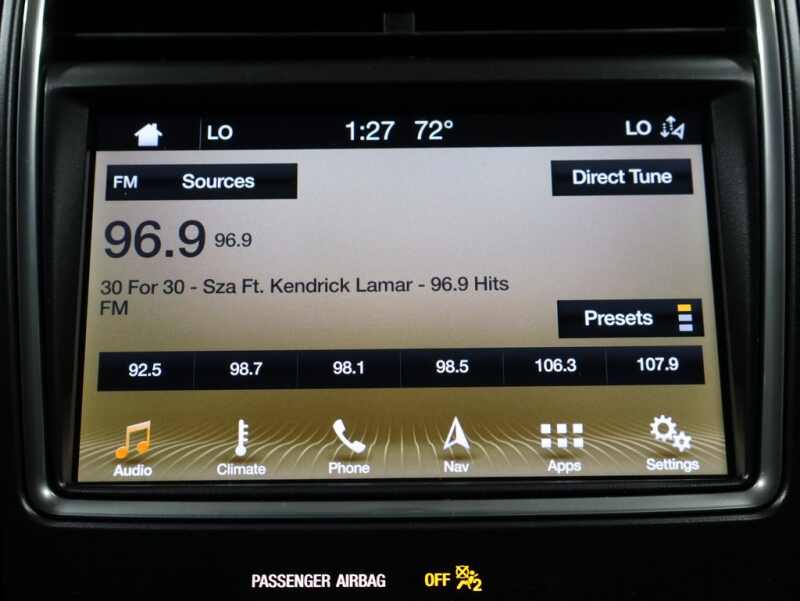 LO 1:27 72° LO
FM Sources Direct Tune
96.9 96.9
30 For 30 - Sza Ft. Kendrick Lamar - 96.9 Hits
FM
Presets
92.5 98.7 98.1 98.5 106.3 107.9
Audio Climate Phone Nav Apps Settings
PASSENGER AIRBAG OFF 2